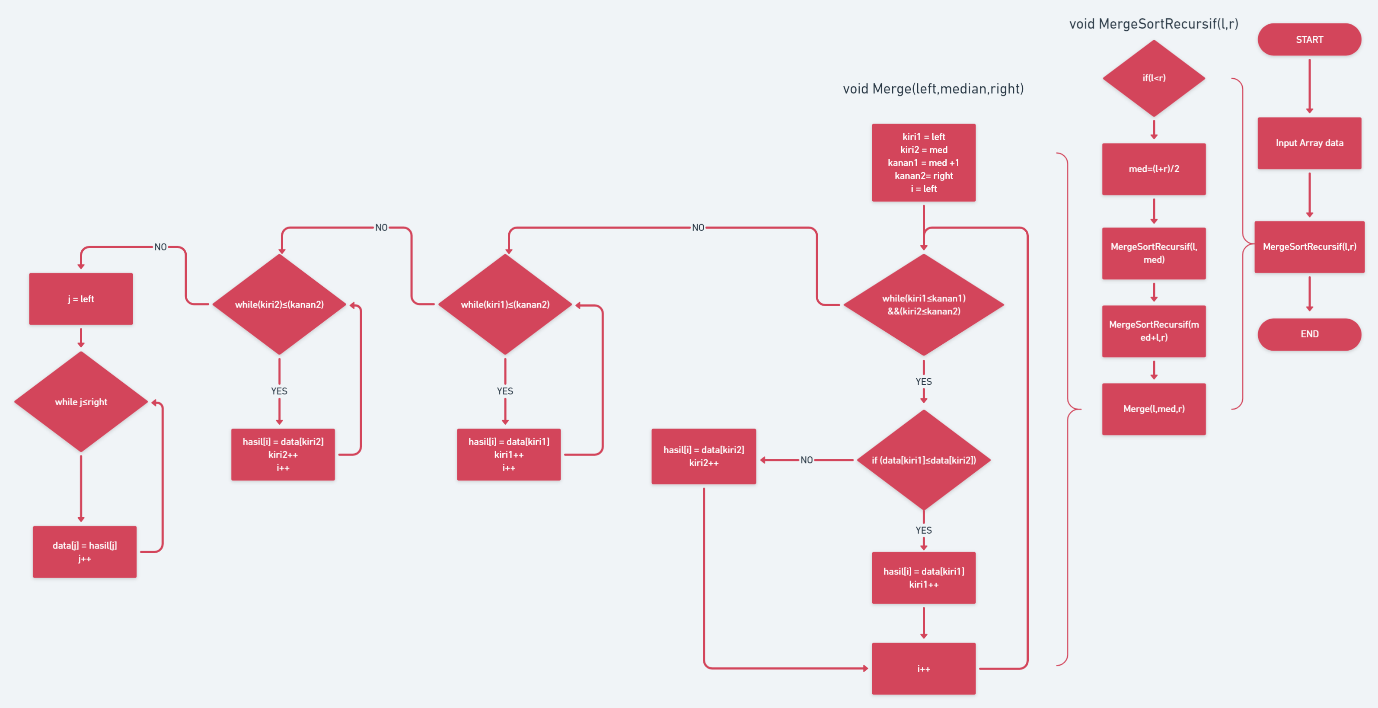 void MergeSortRecursif(l,r)
START
if(l<r)
Input Array data
med=(l+r)/2
MergeSortRecursif(l,
med)
MergeSortRecursif(l,r)
MergeSortRecursif(m
ed+l,r)
END
Merge(l,med,r)
void Merge(left,median,right)
kiri1 = left
kiri2 = med
kanan1 = med +1
kanan2= right
i = left
while(kiri1≤kanan1)
&&(kiri2≤kanan2)
NO
YES
if (data[kiri1]≤data[kiri2])
NO
hasil[i] = data[kiri2]
kiri2++
YES
hasil[i] = data[kiri1]
kiri1++
i++
while(kiri1)≤(kanan2)
NO
YES
hasil[i] = data[kiri1]
kiri1++
i++
while(kiri2)≤(kanan2)
NO
YES
hasil[i] = data[kiri2]
kiri2++
i++
j = left
while j≤right
data[j] = hasil[j]
j++